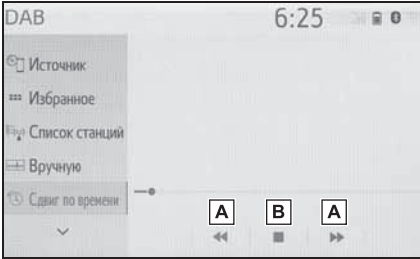 DAB
6:25
Источник
Избранное
Список станций
Вручную
Сдвиг по времени
A
B
A